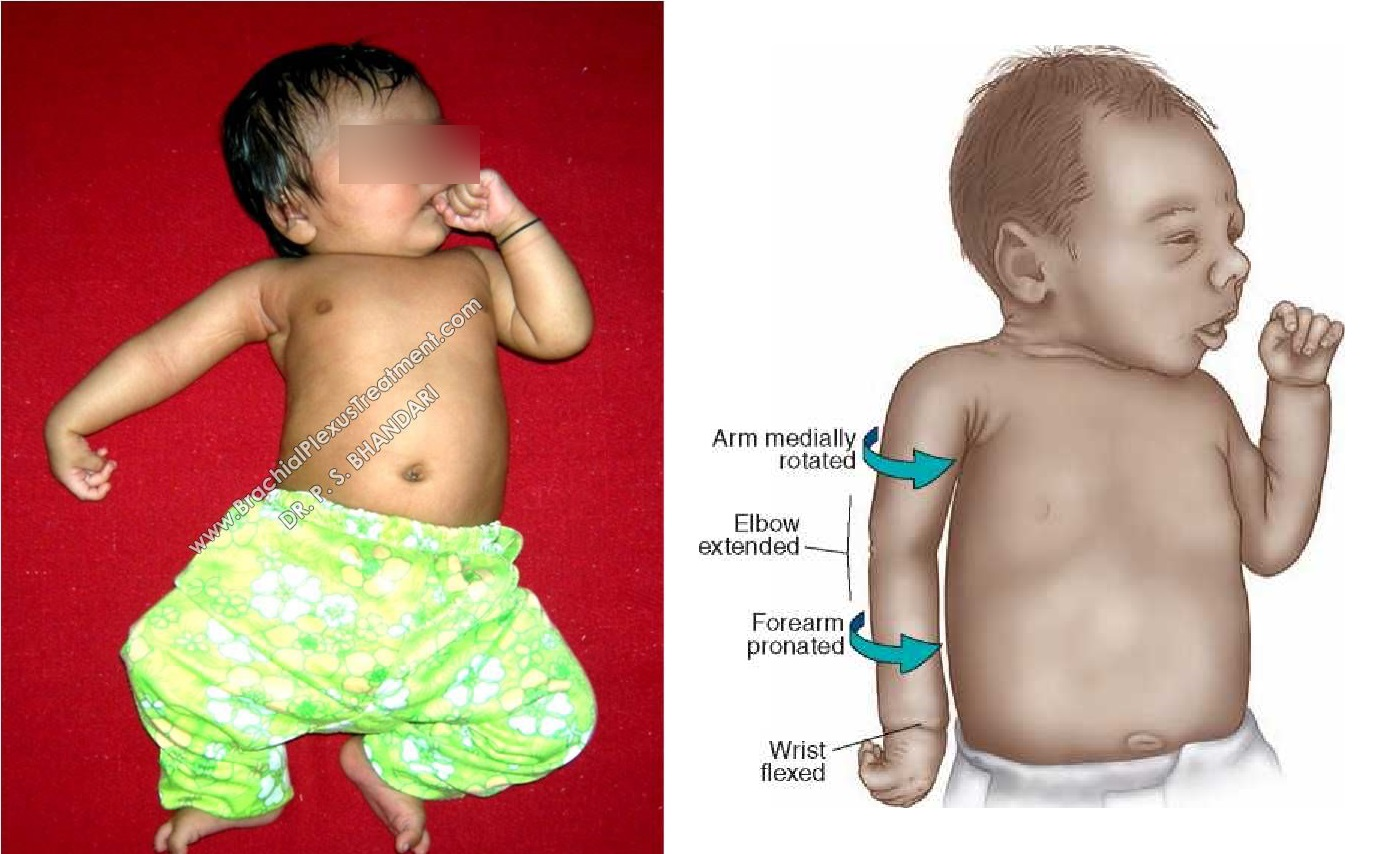 www.BrachialPlexusTreatment.com
DR. P. S. BHANDARI
Arm medially
rotated
Elbow
extended
Forearm
pronated
Wrist
flexed